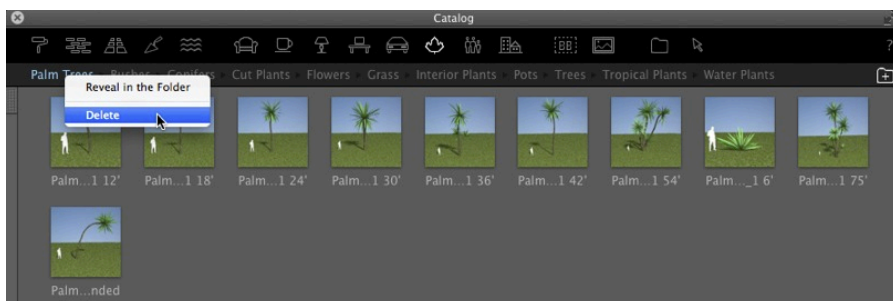 Catalog
?
Palm Trees Bushes Conifers Cut Plants Flowers Grass Interior Plants Pots Trees Tropical Plants Water Plants
Reveal in the Folder
Delete
Palm...1 12' Palm...1 18' Palm...1 24' Palm...1 30' Palm...1 36' Palm...1 42' Palm...1 54' Palm..._1 6' Palm...1 75'
Palm...nded